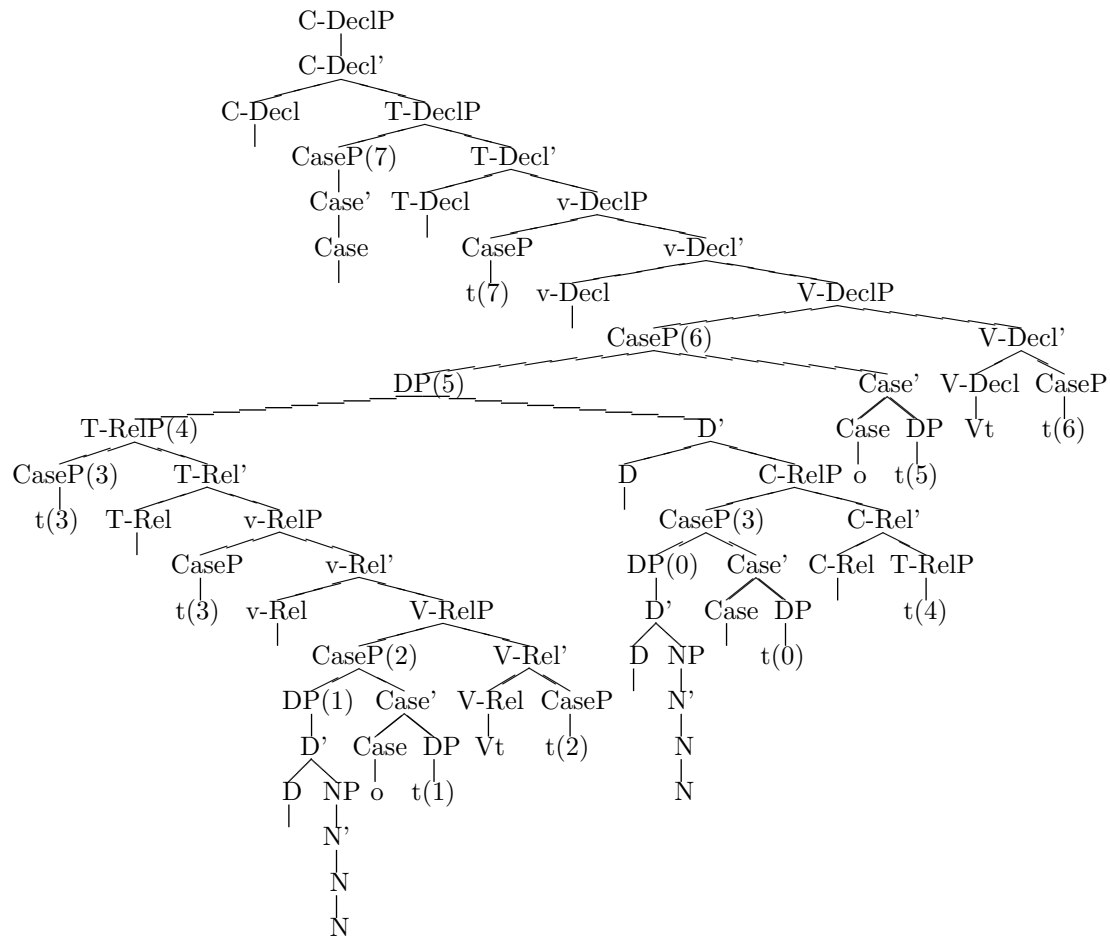 C-DeclP
C-Decl’
C-Decl T-DeclP
CaseP(7) T-Decl’
Case’ T-Decl v-DeclP
Case CaseP v-Decl’
t(7) v-Decl V-DeclP
CaseP(6) V-Decl’
DP(5) Case’ V-Decl CaseP
T-RelP(4) D’ Case DP Vt t(6)
CaseP(3) T-Rel’ D C-RelP o t(5)
t(3) T-Rel v-RelP CaseP(3) C-Rel’
CaseP v-Rel’ DP(0) Case’ C-Rel T-RelP
t(3) v-Rel V-RelP D’ Case DP t(4)
CaseP(2) V-Rel’ D NP t(0)
DP(1) Case’ V-Rel CaseP N’
D’ Case DP Vt t(2) N
D NP o t(1) N
N’
N
N